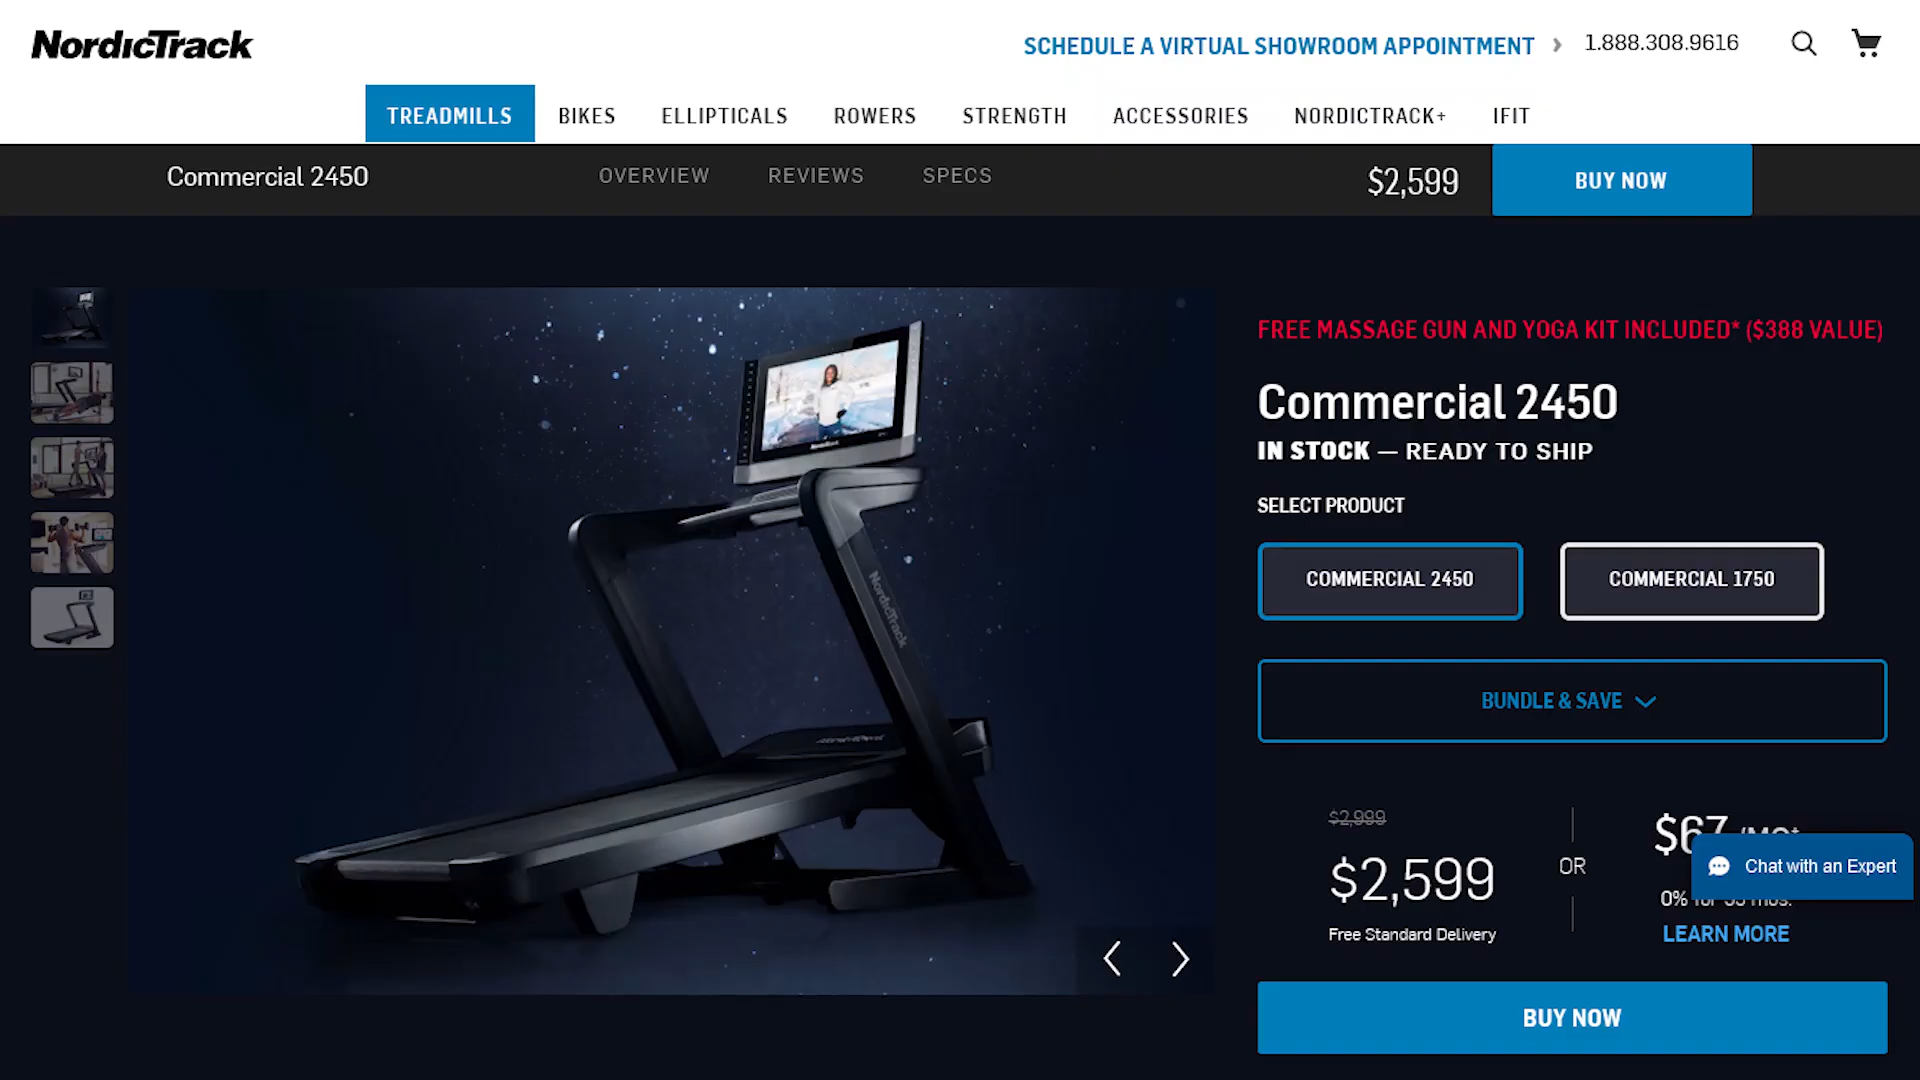 NordicTrack
SCHEDULE A VIRTUAL SHOWROOM APPOINTMENT
1.888.308.9616
TREADMILLS
BIKES
ELLIPTICALS
ROWERS
STRENGTH
ACCESSORIES
NORDICTRACK+
IFIT
Commercial 2450
OVERVIEW
REVIEWS
SPECS
$2,599
BUY NOW
FREE MASSAGE GUN AND YOGA KIT INCLUDED* ($388 VALUE)
Commercial 2450
IN STOCK — READY TO SHIP
SELECT PRODUCT
COMMERCIAL 2450
COMMERCIAL 1750
BUNDLE & SAVE
$2,999
$2,599
Free Standard Delivery
OR
$67
Chat with an Expert
0%
LEARN MORE
BUY NOW
NordicTrack